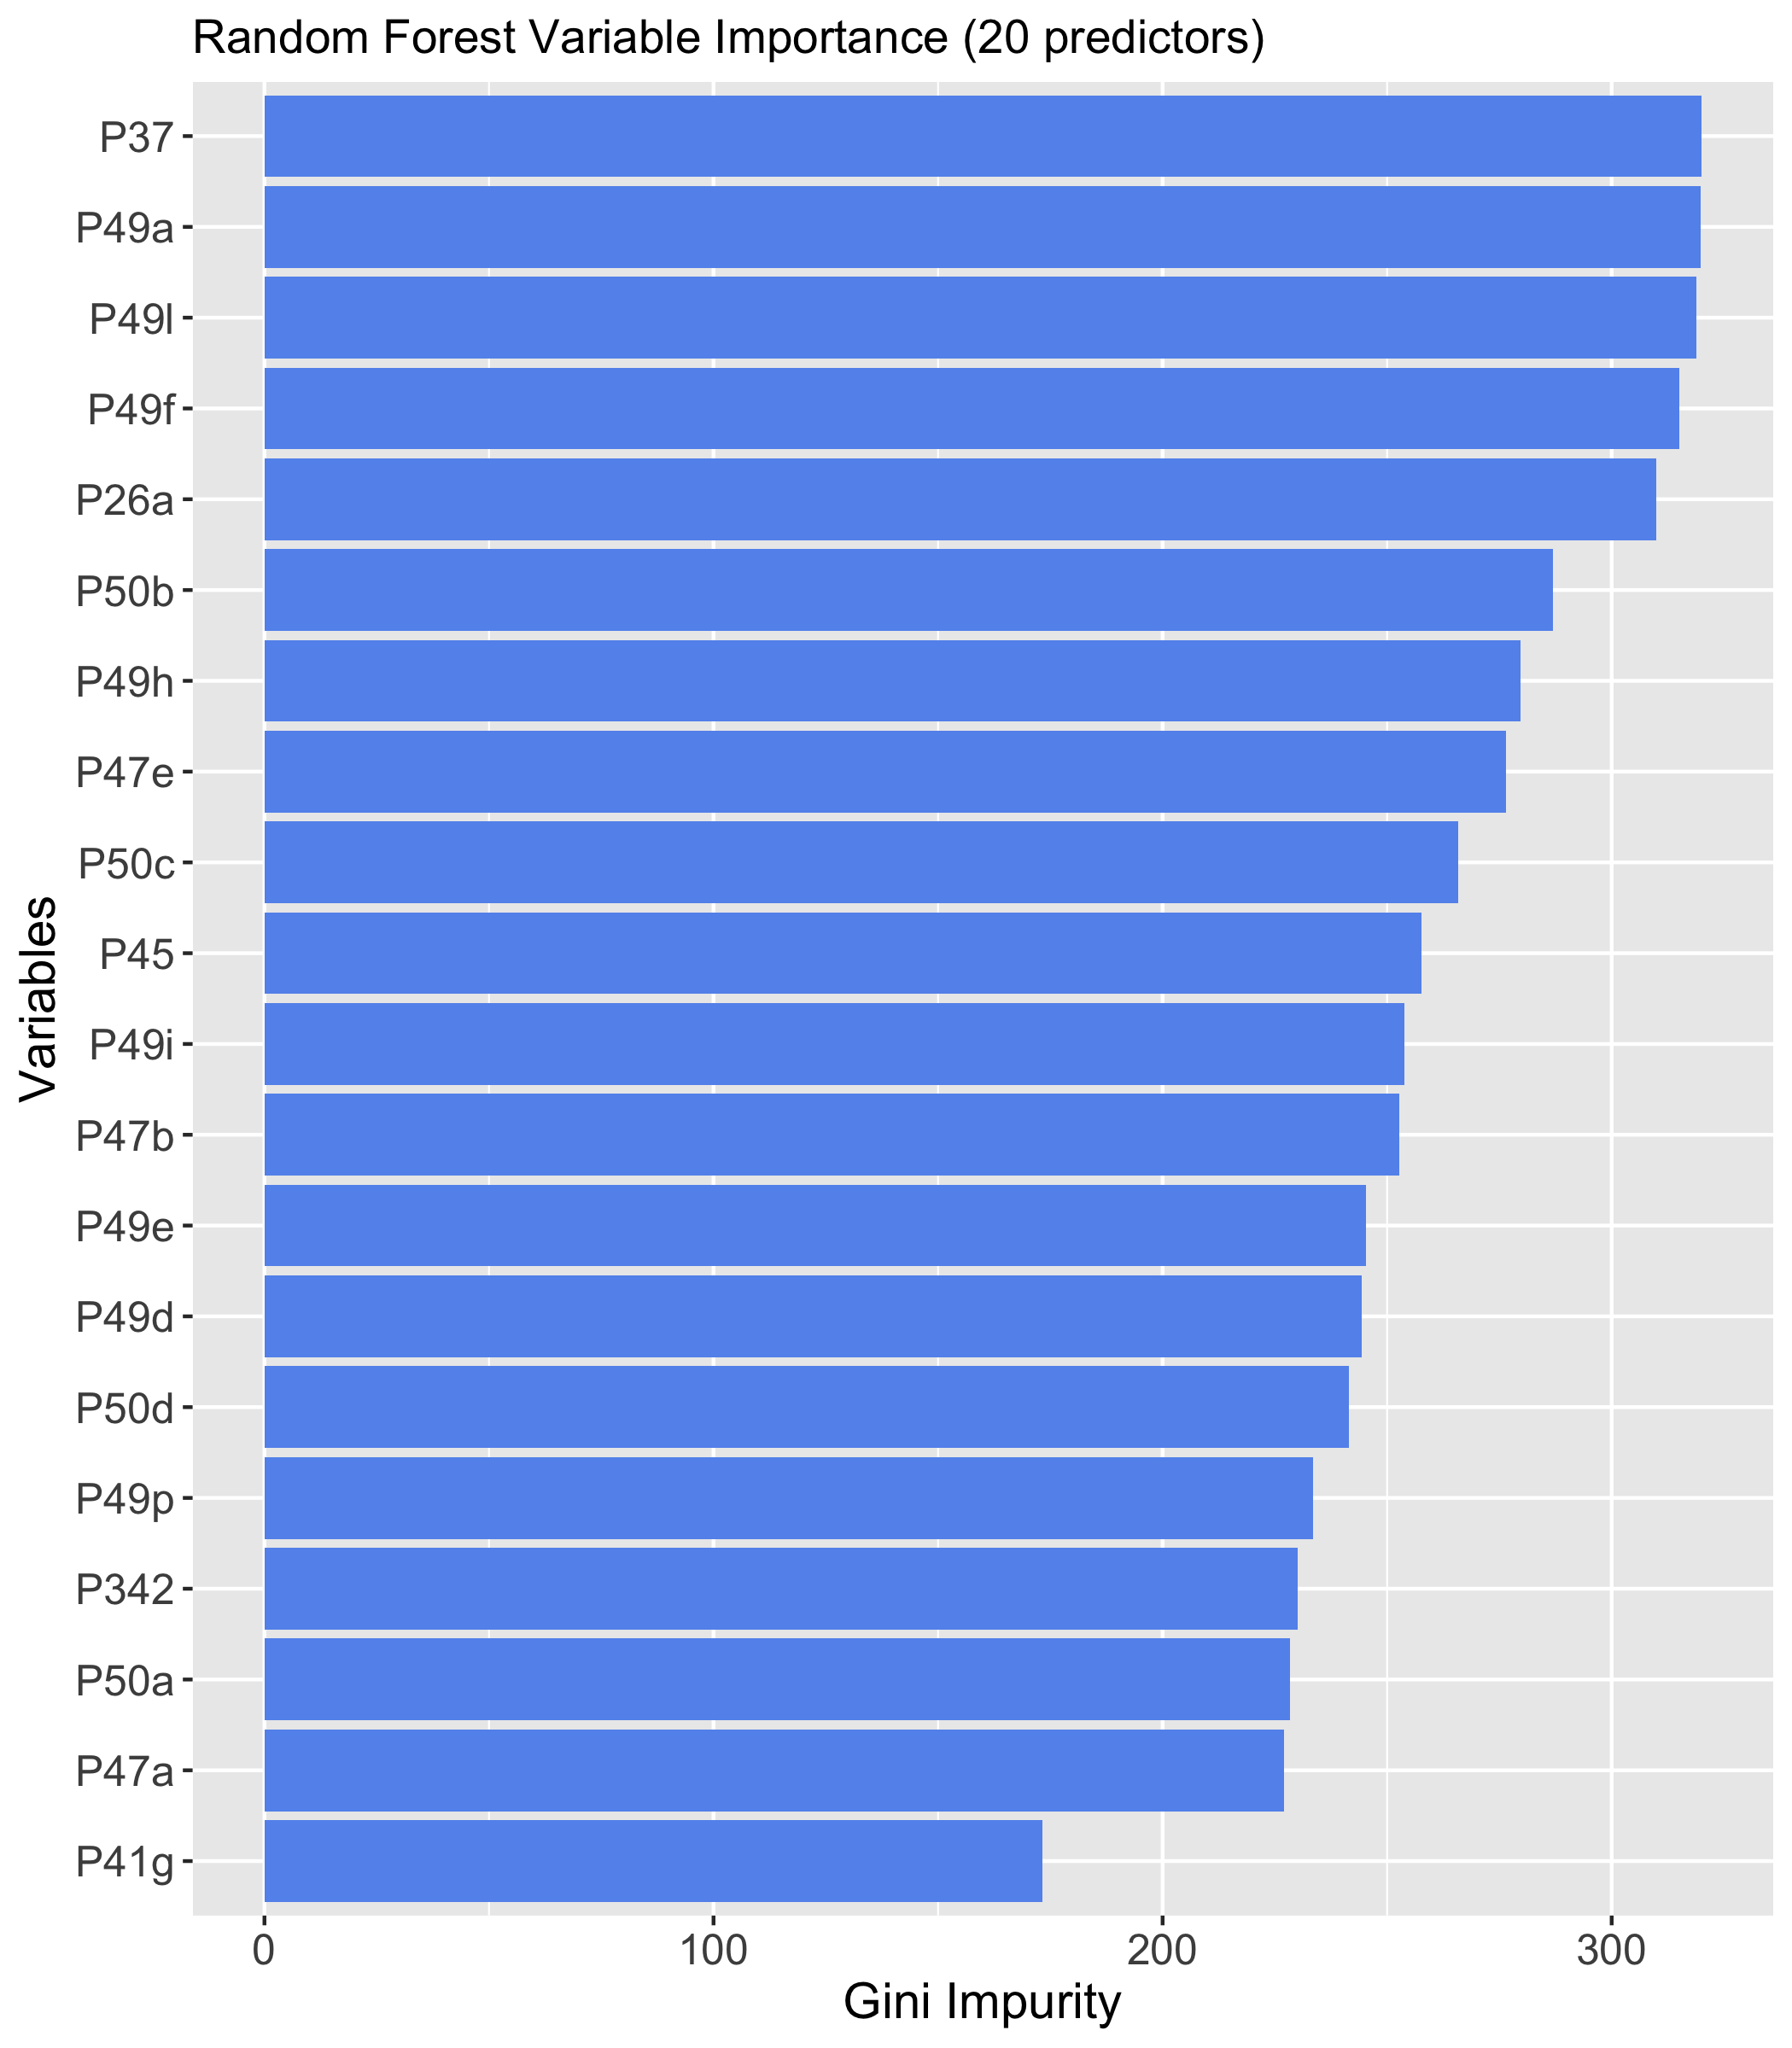 Random Forest Variable Importance (20 predictors)
P37
P49a
P49l
P49f
P26a
P50b
P49h
P47e
P50c
P45
P49i
P47b
P49e
P49d
P50d
P49p
P342
P50a
P47a
P41g
Variables
0 100 200 300
Gini Impurity